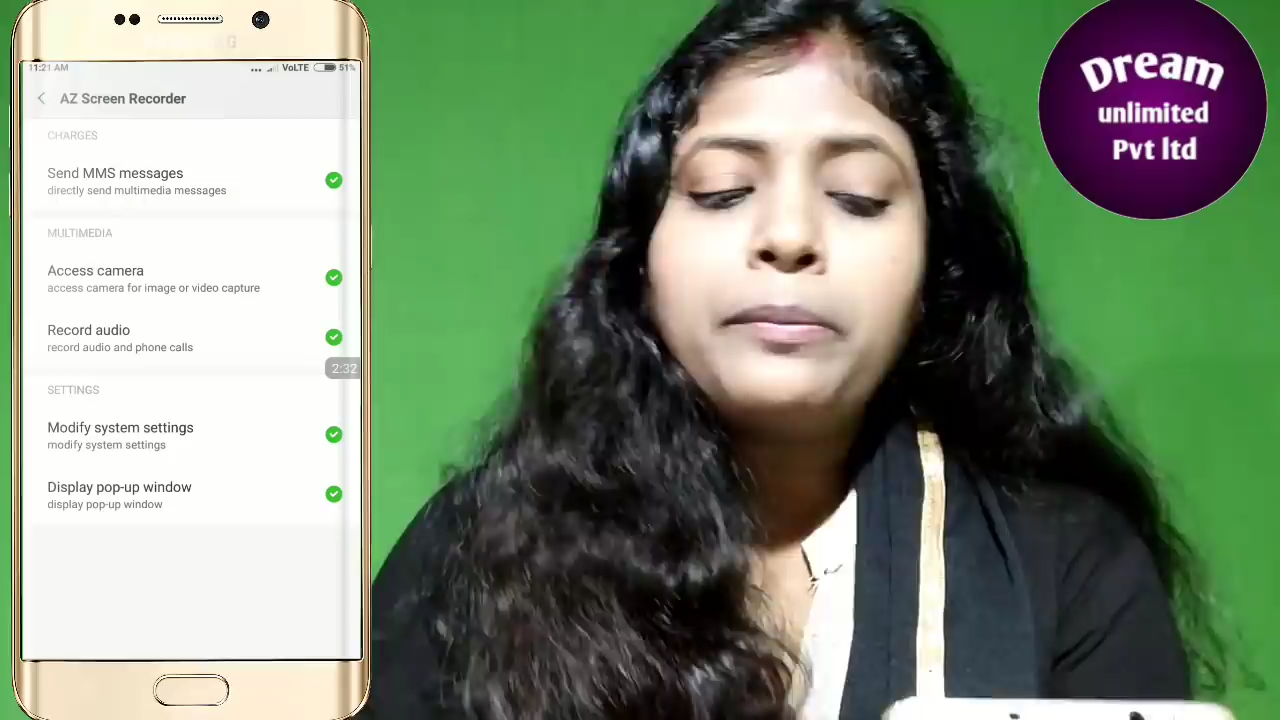 11:21 AM
VoLTE 51%
AZ Screen Recorder
CHARGES
Send MMS messages
directly send multimedia messages
MULTIMEDIA
Access camera
access camera for image or video capture
Record audio
record audio and phone calls
2:32
SETTINGS
Modify system settings
modify system settings
Display pop-up window
display pop-up window
Dream
unlimited
Pvt ltd